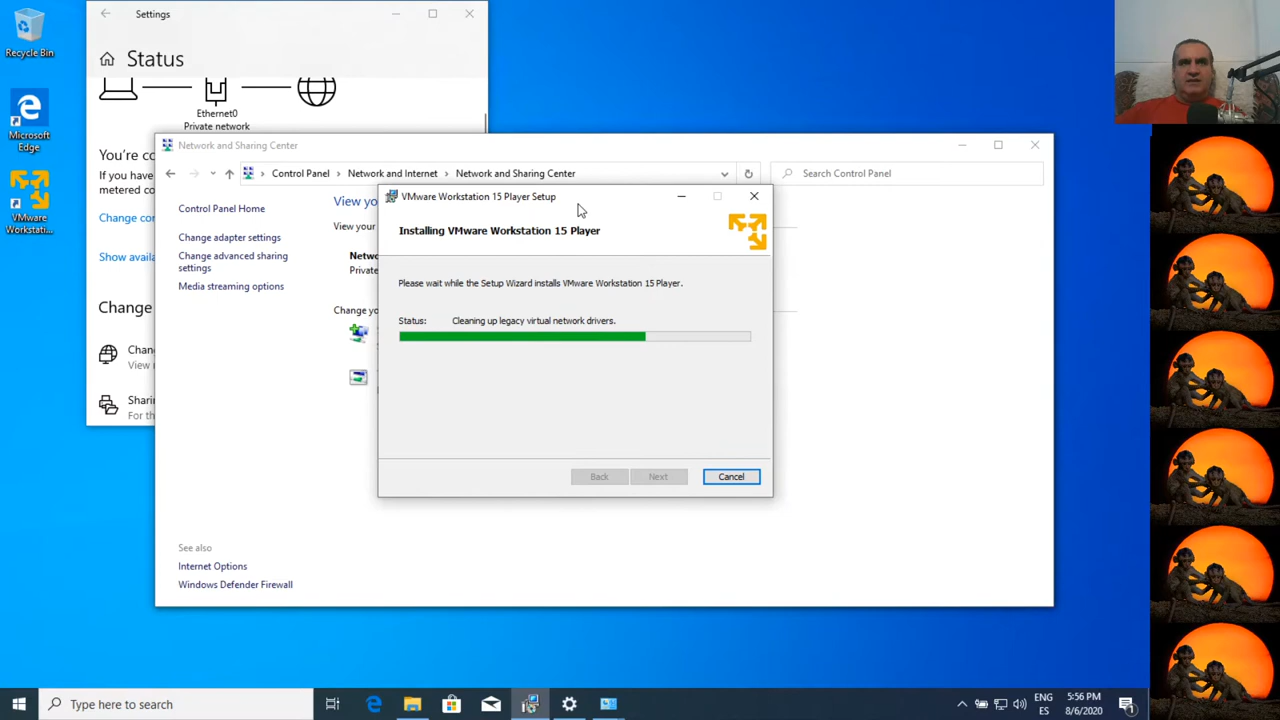 Recycle Bin
Microsoft
Edge
VMware
Workstati...
Settings
Status
Ethernet0
Private network
You're co
If you have
metered co
Change con
Show availa
Change
Chan
View n
Sharin
For th
Network and Sharing Center
Control Panel
Network and Internet
Network and Sharing Center
Search Control Panel
Control Panel Home
Change adapter settings
Change advanced sharing
settings
Media streaming options
View yo
View your
Netwo
Private
Change yo
See also
Internet Options
Windows Defender Firewall
VMware Workstation 15 Player Setup
Installing VMware Workstation 15 Player
Please wait while the Setup Wizard installs VMware Workstation 15 Player.
Status: Cleaning up legacy virtual network drivers.
Back
Next
Cancel
Type here to search
ENG
ES
5:56 PM
8/6/2020
1